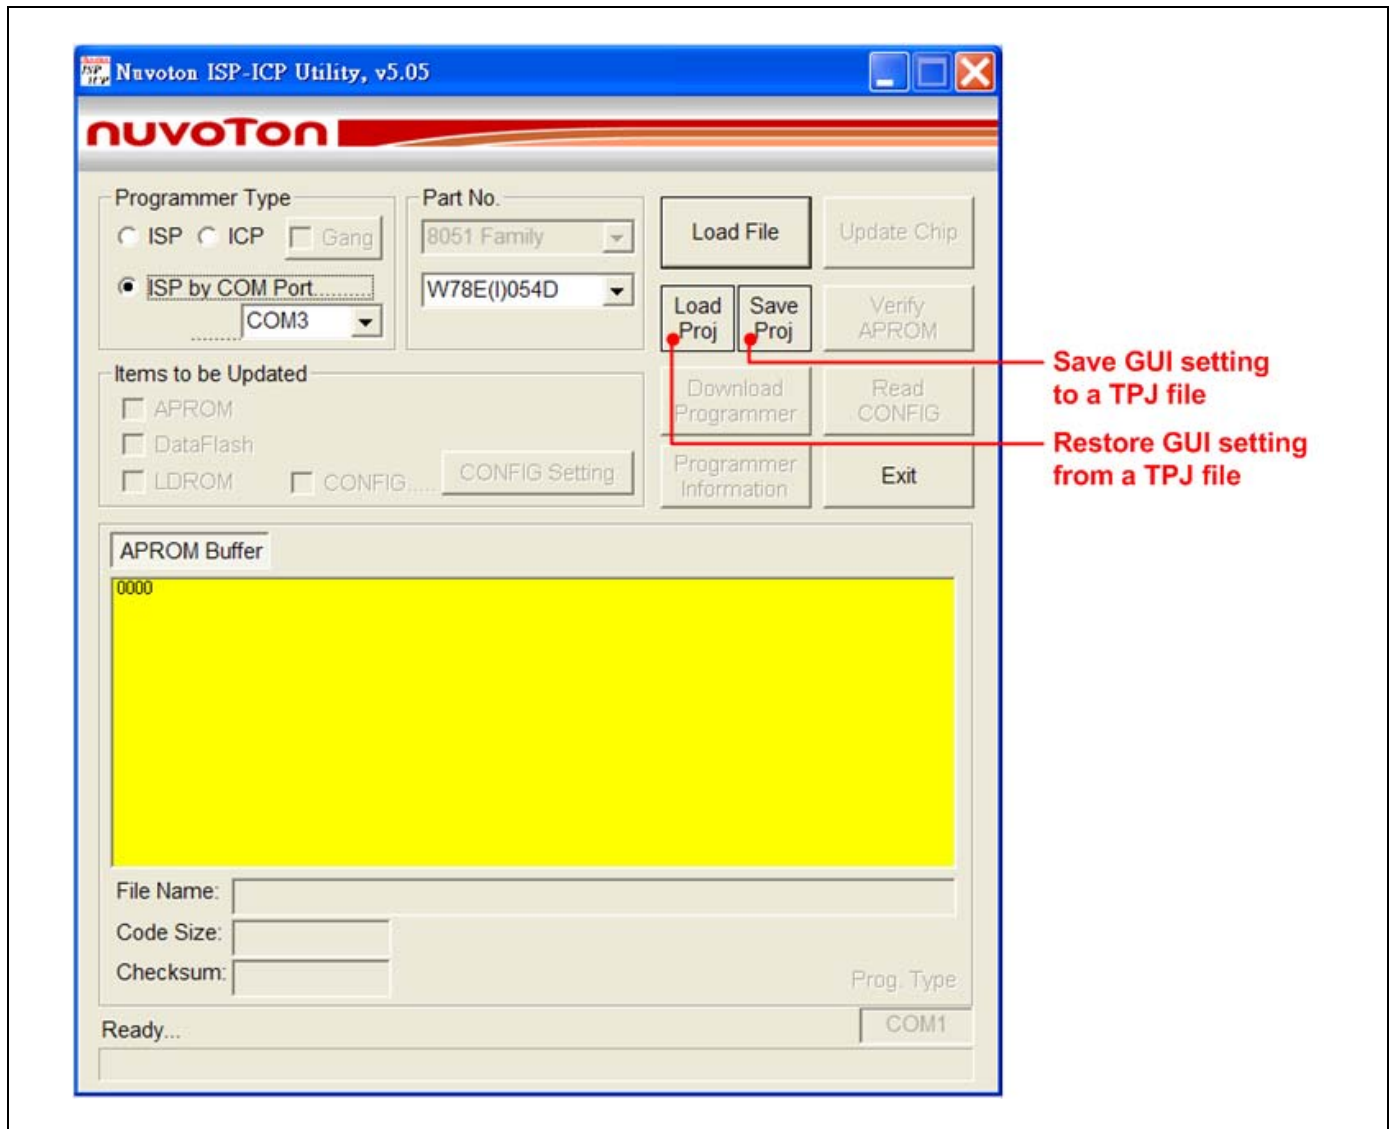 Nuvoton ISP-ICP Utility, v5.05
nuvoTon
Programmer Type
ISP ICP Gang
ISP by COM Port..........
..........COM3
Part No.
8051 Family
W78E(I)054D
Load File
Update Chip
Load Proj
Save Proj
Verify APROM
Download Programmer
Read CONFIG
Programmer Information
Exit
Items to be Updated
APROM
DataFlash
LDROM CONFIG..... CONFIG Setting
Save GUI setting
to a TPJ file
Restore GUI setting
from a TPJ file
APROM Buffer
0000
File Name:
Code Size:
Checksum:
Prog. Type
Ready...
COM1